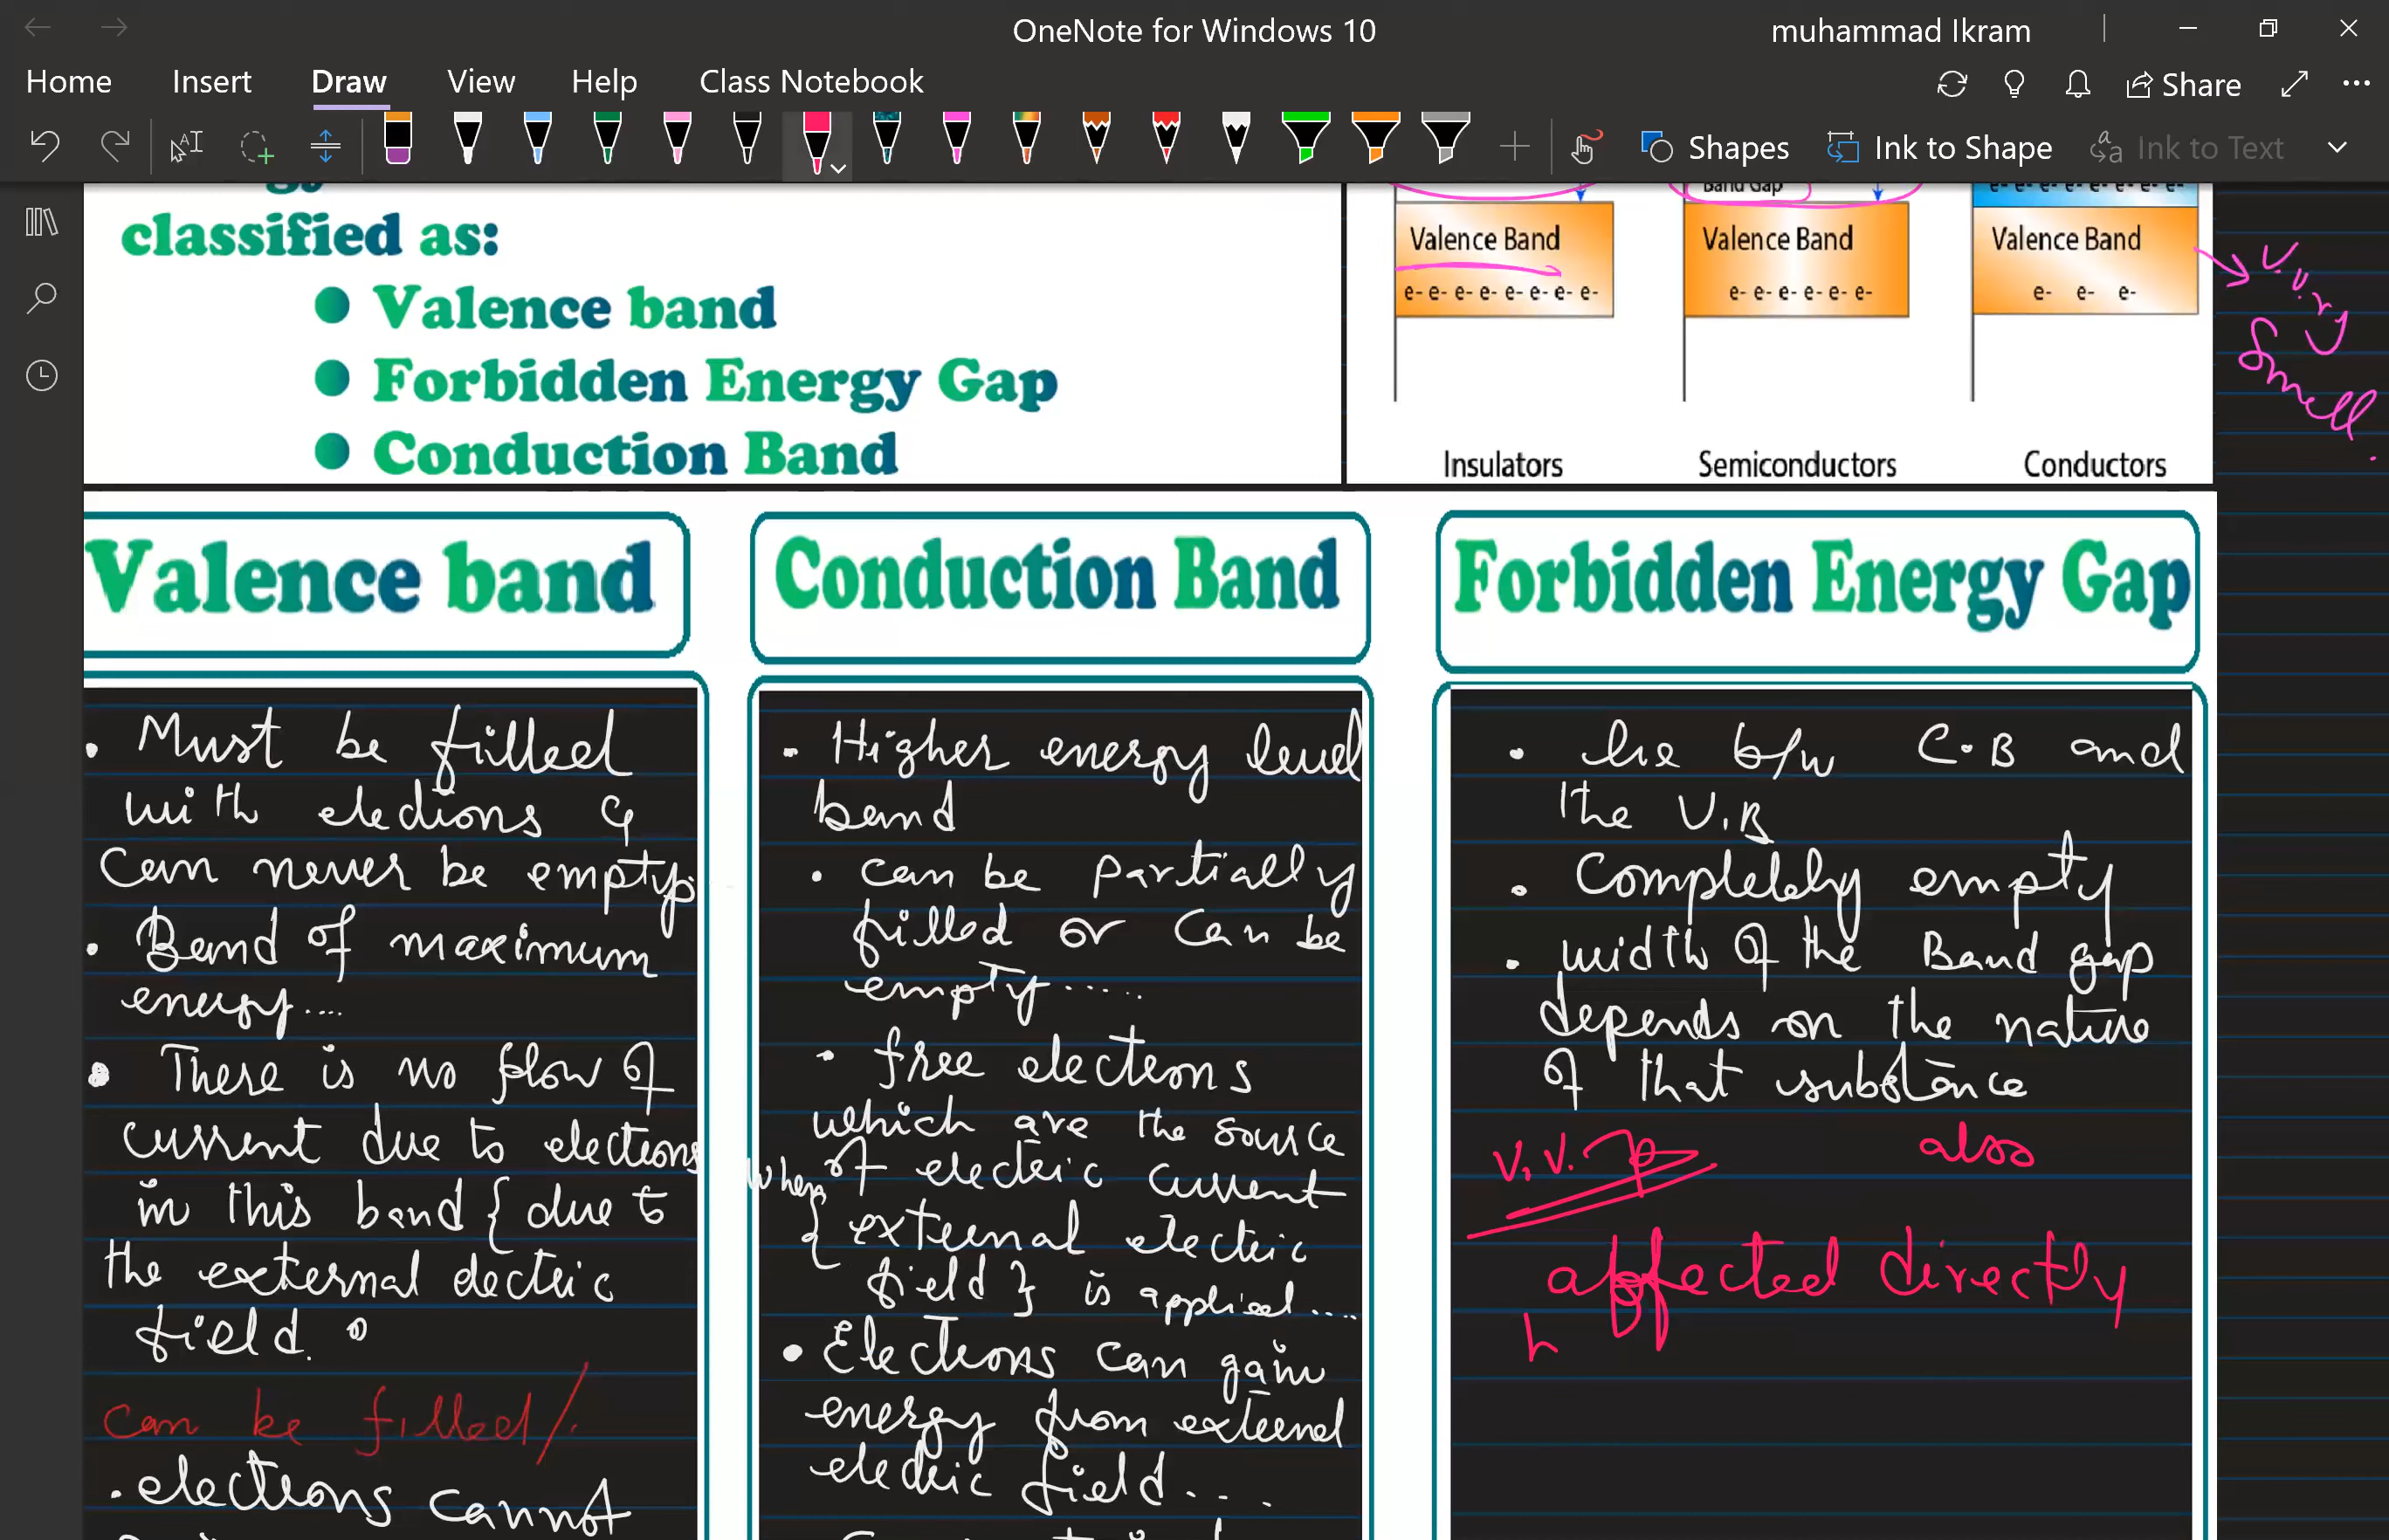 OneNote for Windows 10
muhammad Ikram
Home Insert Draw View Help Class Notebook
Share
Shapes
Ink to Shape
Ink to Text
classified as:
Valence band
Forbidden Energy Gap
Conduction Band
Band Gap
e- e- e- e- e- e- e-
Valence Band
e- e- e- e- e- e- e- e-
Insulators
Valence Band
e- e- e- e- e- e-
Semiconductors
Valence Band
e- e- e-
Conductors
Valence band
• Must be filled
with electrons &
can never be empty
• Band of maximum
energy...
• There is no flow of
current due to electrons
in this band { due to
the external electric
field.
can be filled/.
• electrons cannot
Conduction Band
• Higher energy level
band
• can be partially
filled or can be
empty.....
• free electrons
which are the source
of electric current
when
{ external electric
field } is applied....
• Electrons can gain
energy from external
electric field....
Forbidden Energy Gap
• lie b/w C.B and
the V.B
• Completely empty
• width of the Band gap
depends on the nature
of that substance
also
affected directly